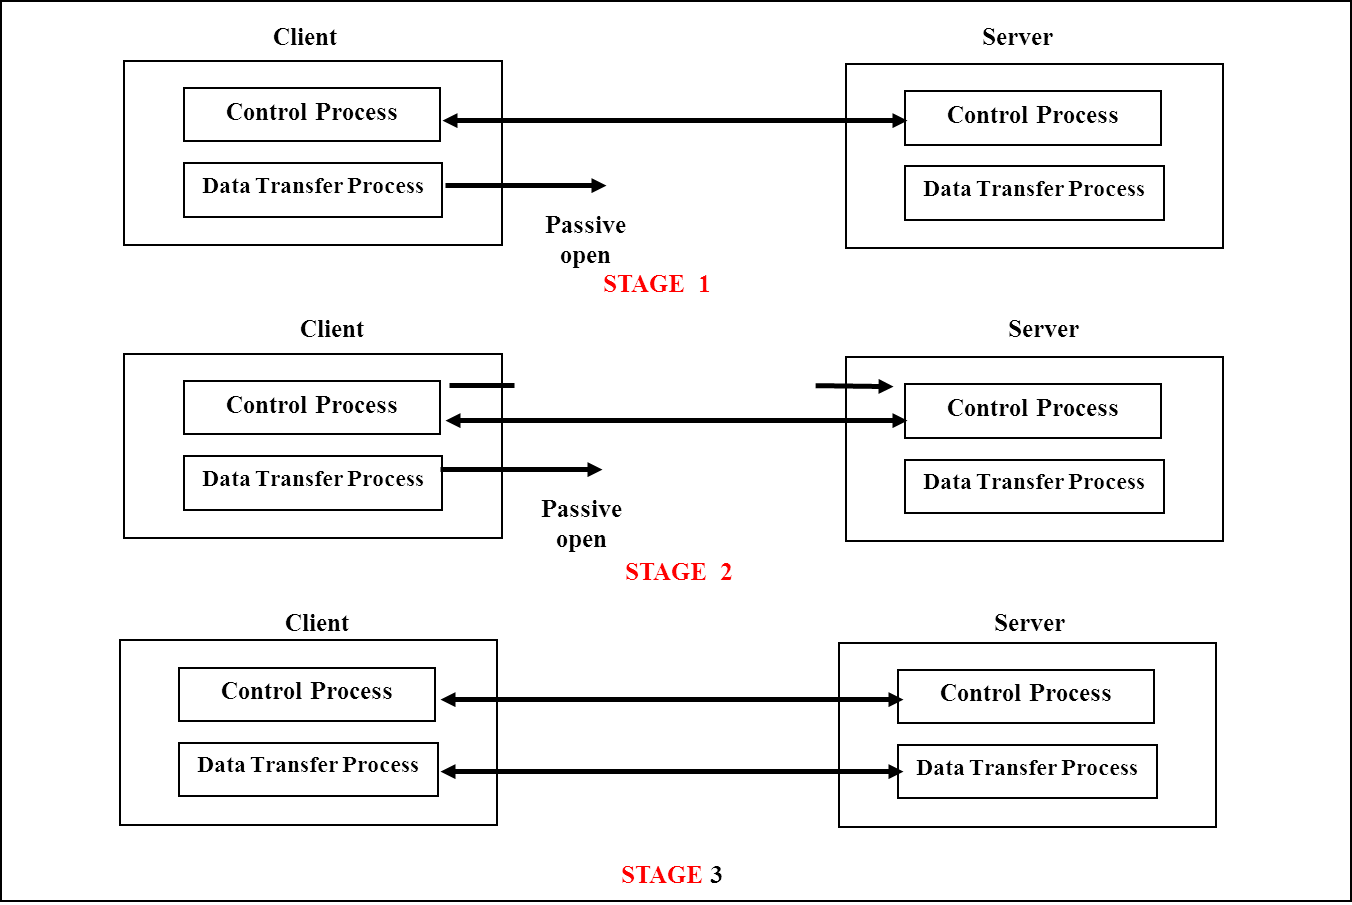 Client
Server
Control Process
Control Process
Data Transfer Process
Data Transfer Process
Passive
open
STAGE 1
Client
Server
Control Process
Control Process
Data Transfer Process
Data Transfer Process
Passive
open
STAGE 2
Client
Server
Control Process
Control Process
Data Transfer Process
Data Transfer Process
STAGE 3